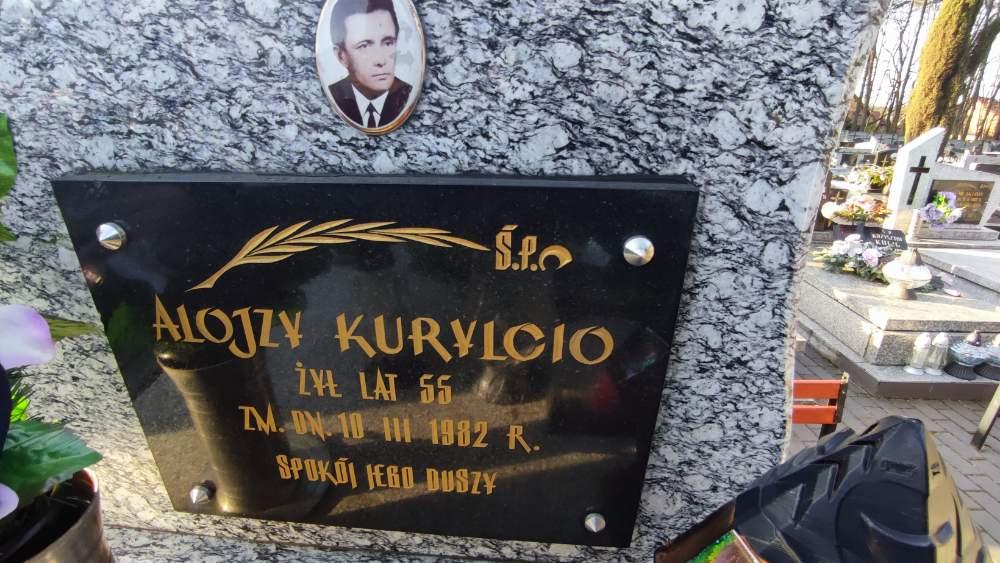 Ś.P.
ALOJZY KURYLCIO
ŻYŁ LAT 55
ZM. DN. 10 III 1982 R.
SPOKÓJ JEGO DUSZY